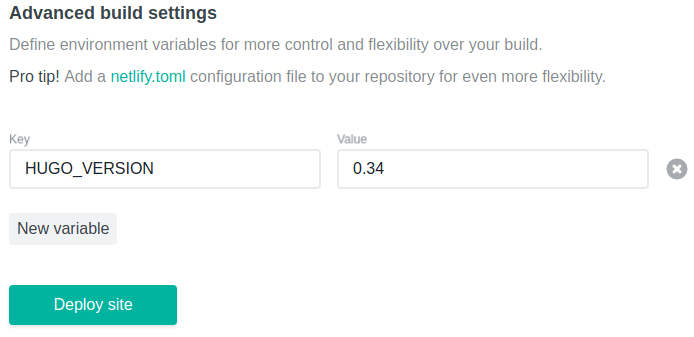 Advanced build settings
Define environment variables for more control and flexibility over your build.
Pro tip! Add a netlify.toml configuration file to your repository for even more flexibility.
Key Value
HUGO_VERSION 0.34
New variable
Deploy site